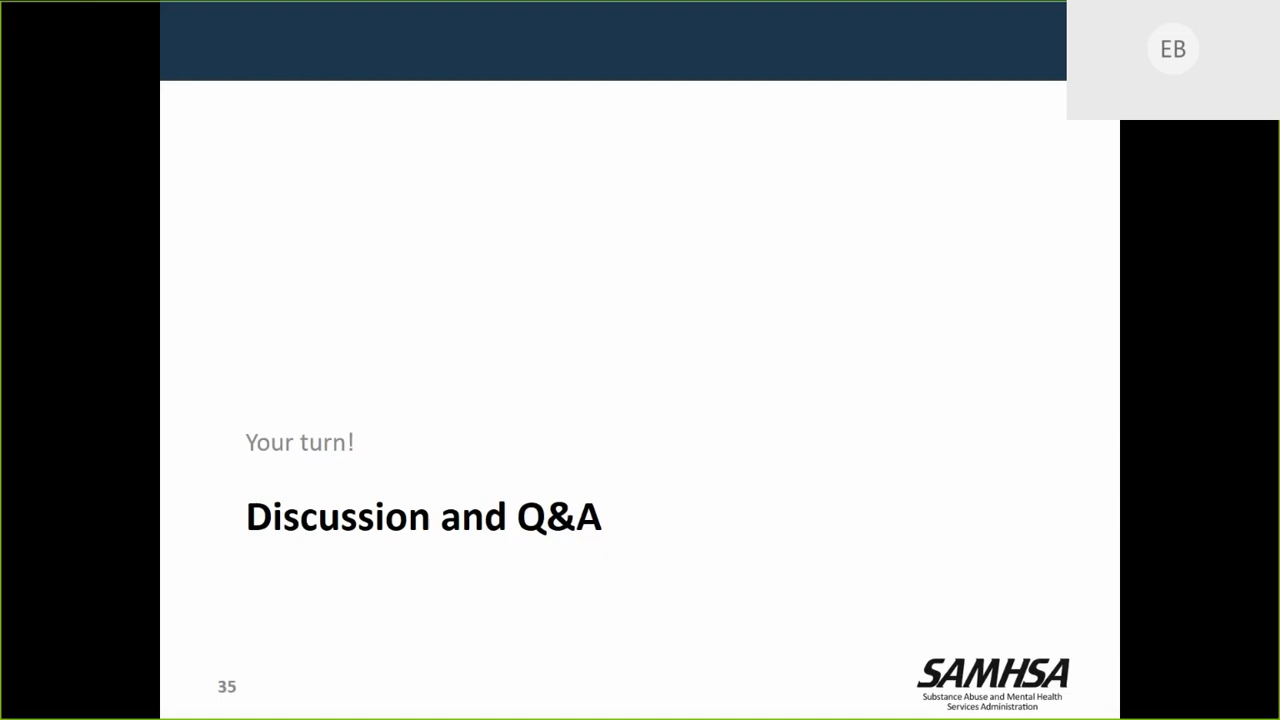 EB
Your turn!
Discussion and Q&A
35
SAMHSA
Substance Abuse and Mental Health
Services Administration